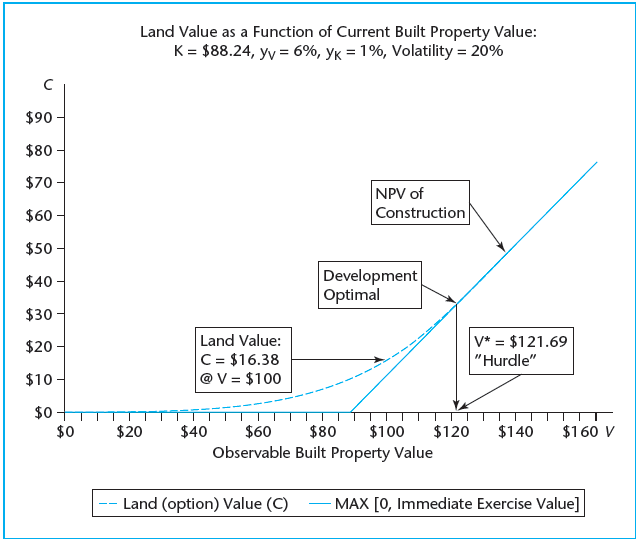 Land Value as a Function of Current Built Property Value:
K = $88.24, yV = 6%, yK = 1%, Volatility = 20%
C
$90
$80
$70
$60
$50
$40
$30
$20
$10
$0
NPV of
Construction
Development
Optimal
Land Value:
C = $16.38
@ V = $100
V* = $121.69
"Hurdle"
$0 $20 $40 $60 $80 $100 $120 $140 $160 V
Observable Built Property Value
Land (option) Value (C) MAX [0, Immediate Exercise Value]